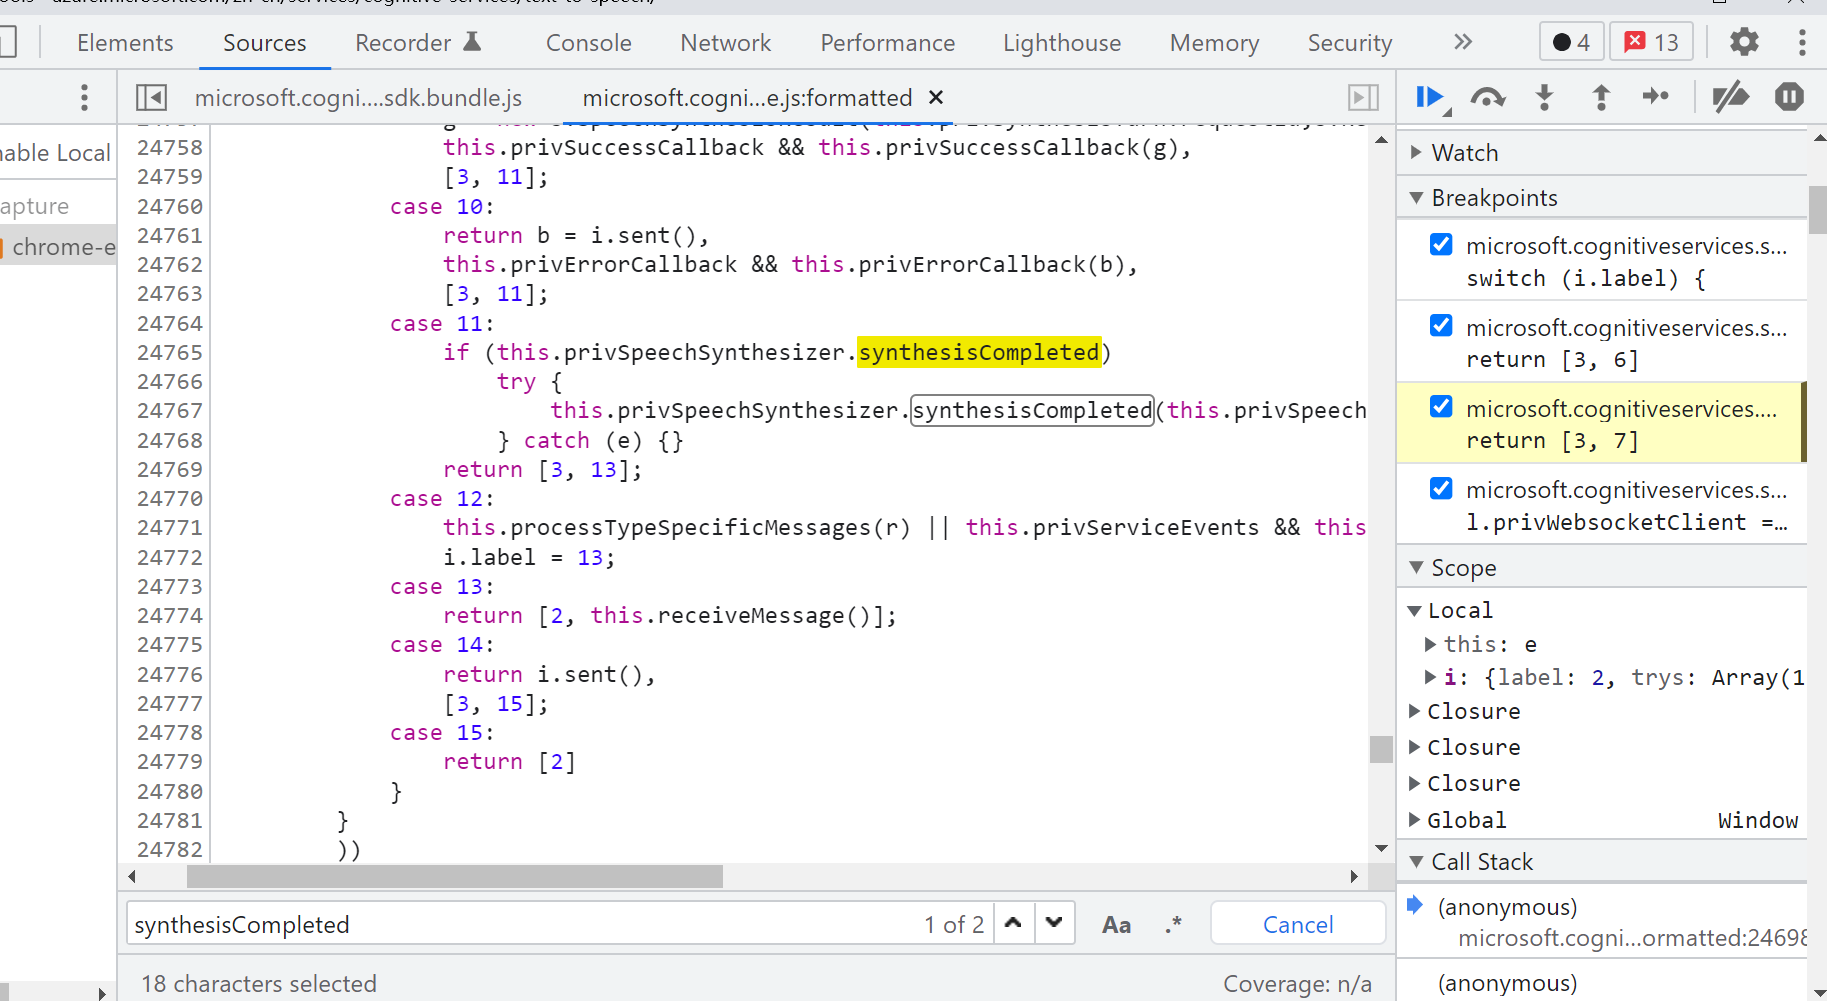 Elements Sources Recorder Console Network Performance Lighthouse Memory Security 4 13
microsoft.cogni....sdk.bundle.js microsoft.cogni...e.js:formatted
24758 this.privSuccessCallback && this.privSuccessCallback(g),
24759 [3, 11];
24760 case 10:
24761 return b = i.sent(),
24762 this.privErrorCallback && this.privErrorCallback(b),
24763 [3, 11];
24764 case 11:
24765 if (this.privSpeechSynthesizer.synthesisCompleted)
24766 try {
24767 this.privSpeechSynthesizer.synthesisCompleted(this.privSpeech
24768 } catch (e) {}
24769 return [3, 13];
24770 case 12:
24771 this.processTypeSpecificMessages(r) || this.privServiceEvents && this
24772 i.label = 13;
24773 case 13:
24774 return [2, this.receiveMessage()];
24775 case 14:
24776 return i.sent(),
24777 [3, 15];
24778 case 15:
24779 return [2]
24780 }
24781 }
24782 ))
nable Local
apture
chrome-e
synthesisCompleted 1 of 2 Aa .* Cancel
18 characters selected Coverage: n/a
Watch
Breakpoints
microsoft.cognitiveservices.s...
switch (i.label) {
microsoft.cognitiveservices.s...
return [3, 6]
microsoft.cognitiveservices....
return [3, 7]
microsoft.cognitiveservices.s...
l.privWebsocketClient =…
Scope
Local
this: e
i: {label: 2, trys: Array(1
Closure
Closure
Closure
Global Window
Call Stack
(anonymous)
microsoft.cogni...ormatted:24698
(anonymous)